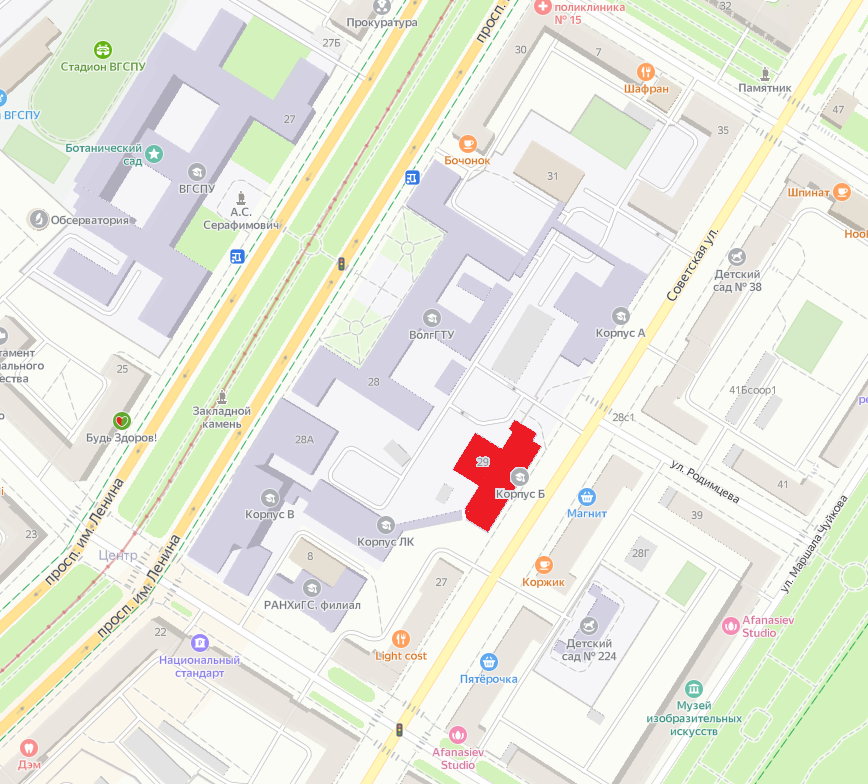 Прокуратура
27Б
просп.
поликлиника
№ 15
32
Стадион ВГСПУ
30
7
Шафран
Памятник
47
ВГСПУ
27
35
Ботанический
сад
Бочонок
ВГСПУ
31
Шпинат
А.С.
Серафимович
Обсерватория
Советская ул.
Детский
сад № 38
ВолгГТУ
Корпус А
25
28
41Бсоор1
Закладной
камень
28с1
Будь Здоров!
28А
29
ул. Родимцева
Корпус Б
41
Корпус В
Магнит
39
просп. им. Ленина
23
Корпус ЛК
ул. Маршала Чуйкова
Центр
8
28Г
просп. им. Ленина
27
Коржик
РАНХиГС, филиал
22
Afanasiev
Studio
Детский
сад № 224
Light cost
Национальный
стандарт
Пятёрочка
Музей
изобразительных
искусств
Afanasiev
Studio
Дэм